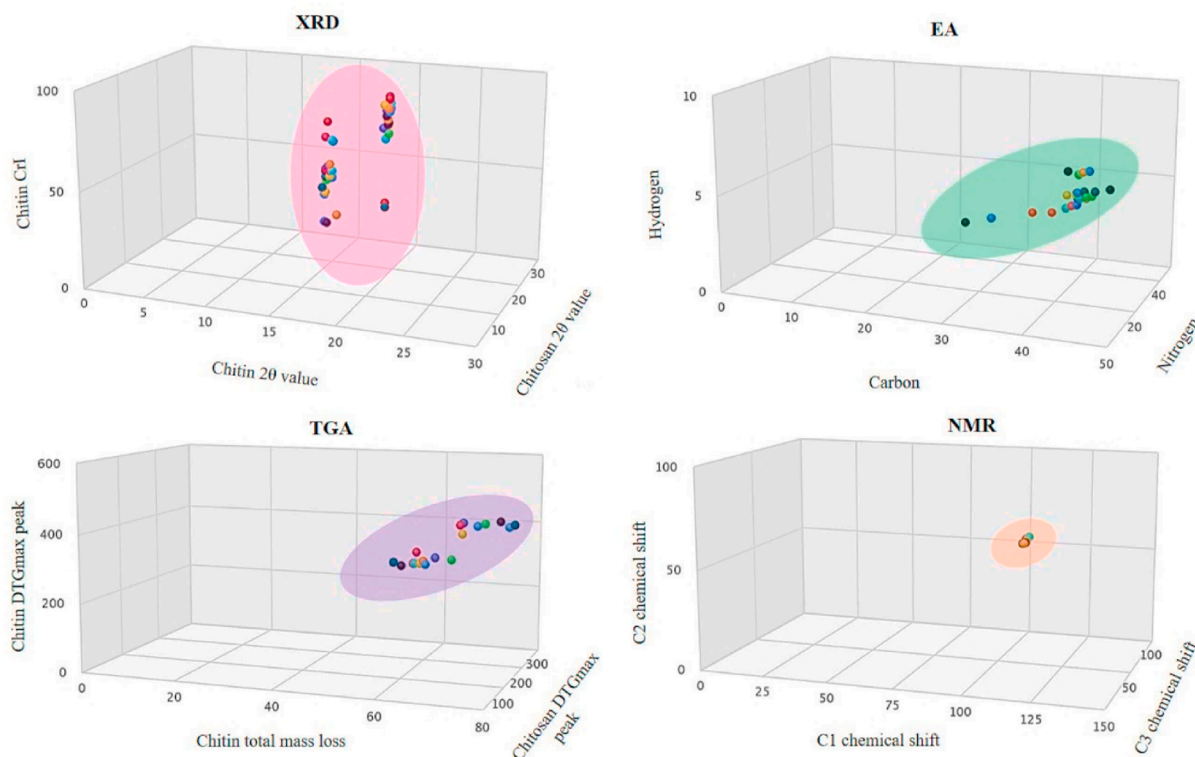 XRD
100
50
0
Chitin CrI
0
5
10
15
20
25
30
Chitin 2θ value
10
20
30
Chitosan 2θ value
EA
10
5
0
Hydrogen
0
10
20
30
40
50
Carbon
20
40
Nitrogen
TGA
600
400
200
0
Chitin DTGmax peak
0
20
40
60
80
Chitin total mass loss
100
200
300
Chitosan DTGmax
peak
NMR
100
50
0
C2 chemical shift
0
25
50
75
100
125
150
C1 chemical shift
50
100
C3 chemical shift